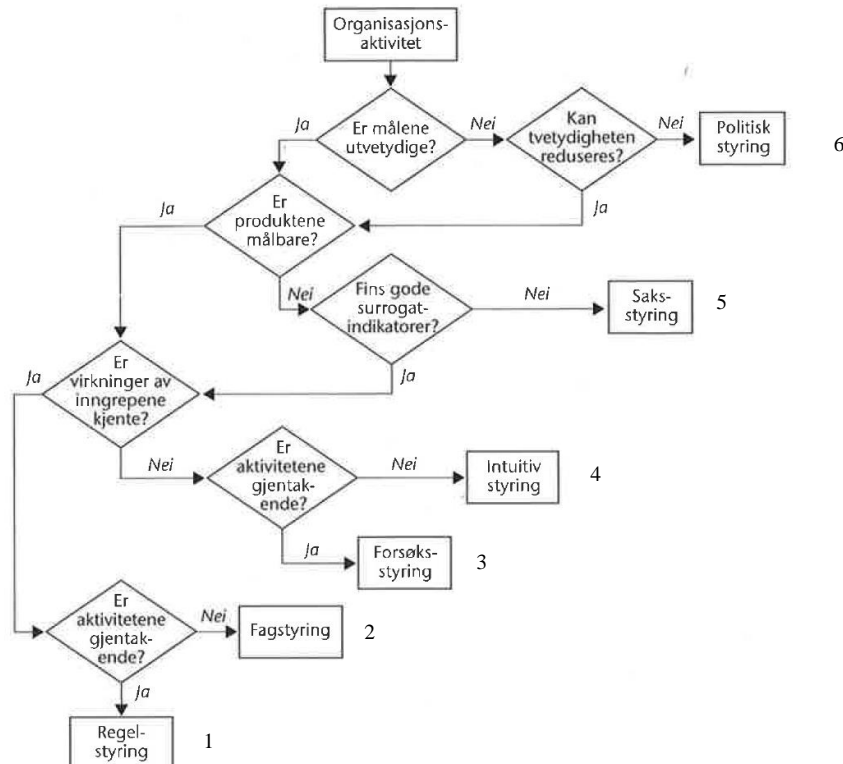 Organisasjons-
aktivitet
Er målene
utvetydige?
Ja
Nei
Kan
tvetydigheten
reduseres?
Nei
Politisk
styring
6
Ja
Er
produktene
målbare?
Ja
Nei
Fins gode
surrogat-
indikatorer?
Nei
Saks-
styring
5
Ja
Er
virkninger av
inngrepene
kjente?
Ja
Nei
Er
aktivitetene
gjentak-
ende?
Nei
Intuitiv
styring
4
Ja
Forsøks-
styring
3
Er
aktivitetene
gjentak-
ende?
Nei
Fagstyring
2
Ja
Regel-
styring
1